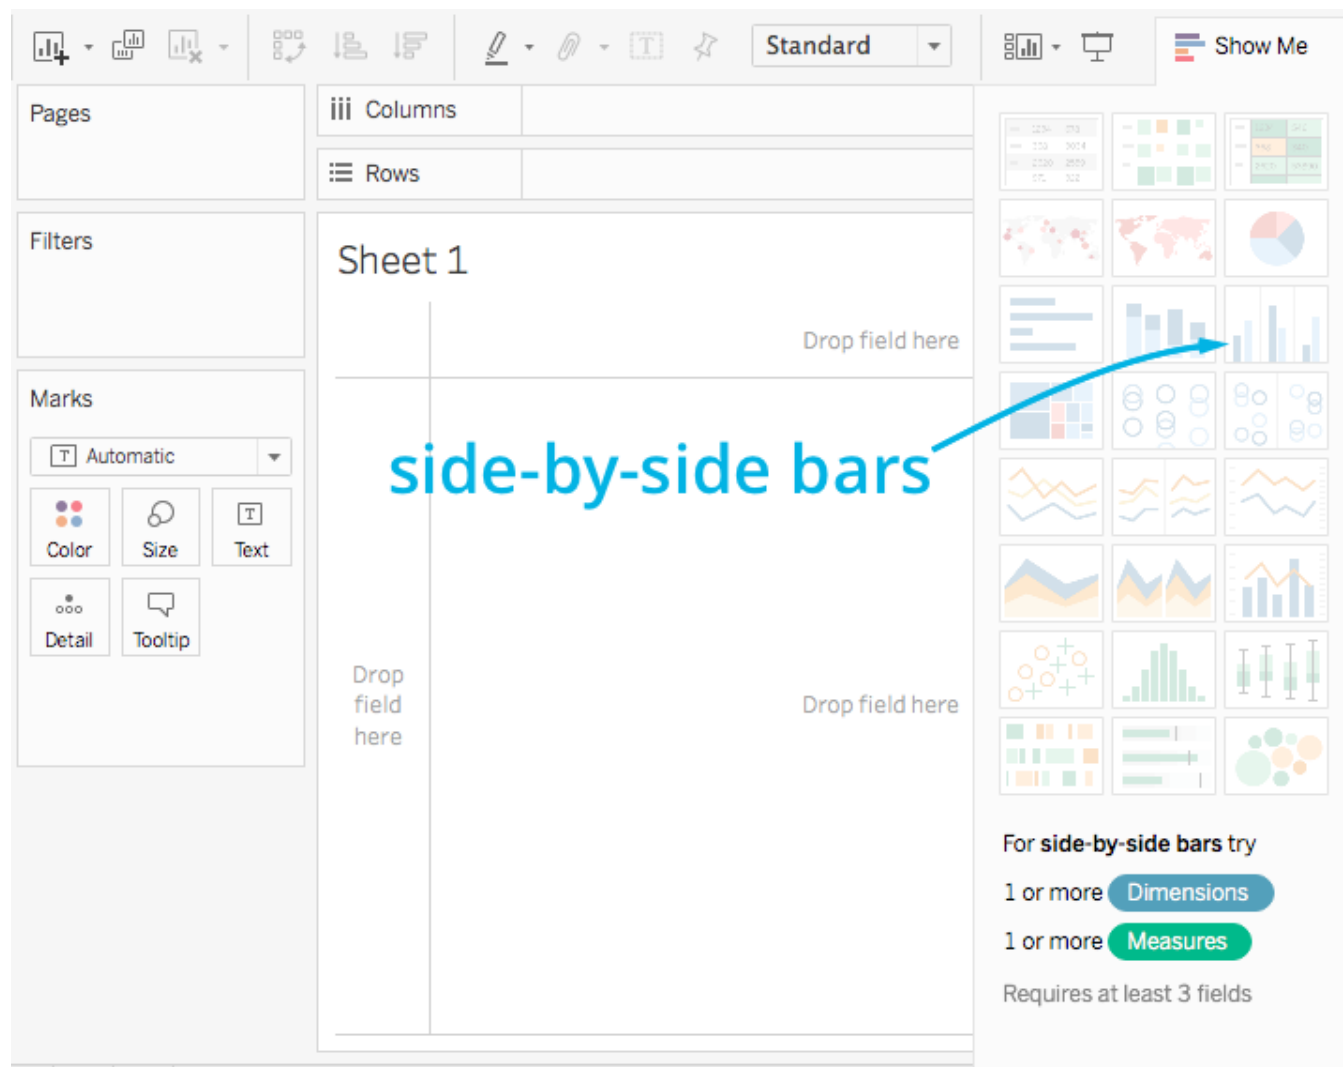 Standard
Show Me
Pages
Columns
Rows
Filters
Sheet 1
Drop field here
Marks
T Automatic
side-by-side bars
Color
Size
T
Text
Detail
Tooltip
Drop
field
here
Drop field here
For side-by-side bars try
1 or more Dimensions
1 or more Measures
Requires at least 3 fields